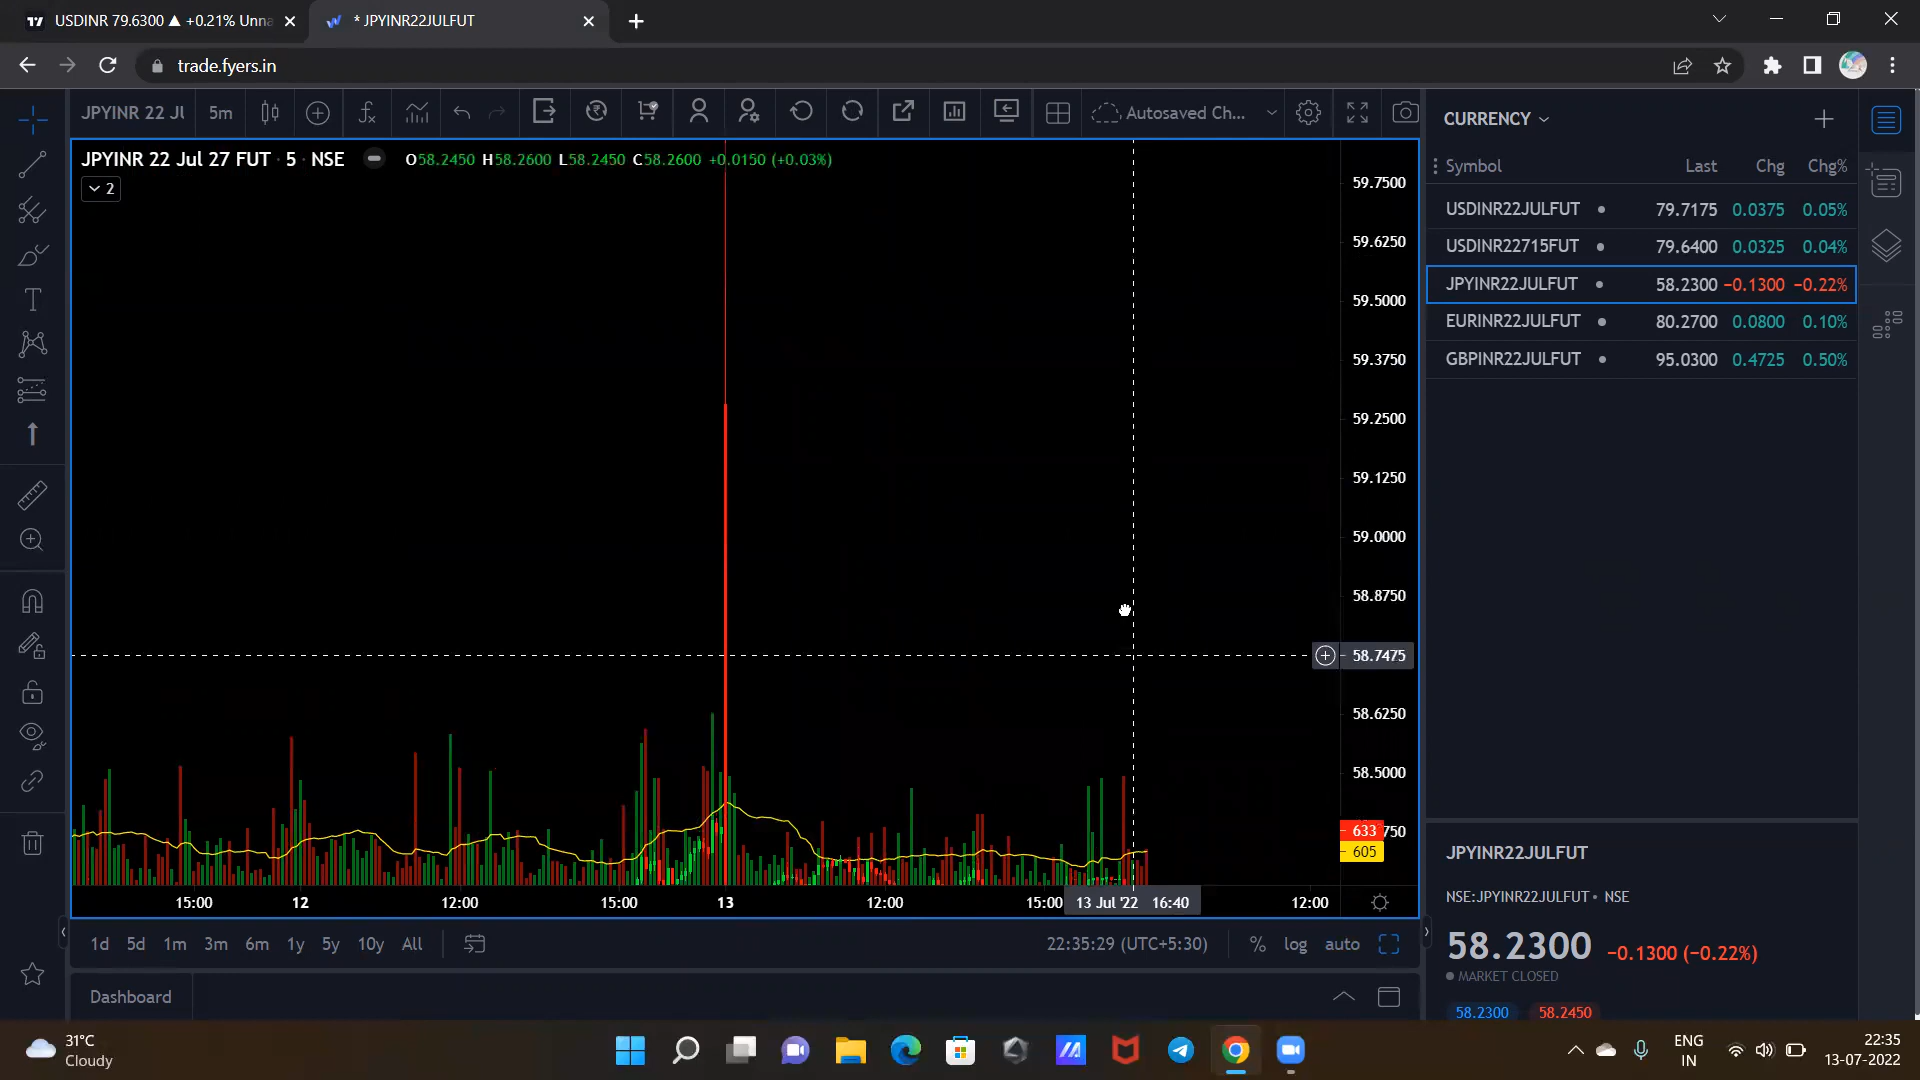 USDINR 79.6300 ▲ +0.21% Unna
* JPYINR22JULFUT
trade.fyers.in
JPYINR 22 JU
5m
Autosaved Ch...
JPYINR 22 Jul 27 FUT · 5 · NSE
O58.2450 H58.2600 L58.2450 C58.2600 +0.0150 (+0.03%)
2
59.7500
59.6250
59.5000
59.3750
59.2500
59.1250
59.0000
58.8750
58.7475
58.6250
58.5000
633
750
605
15:00
12
12:00
15:00
13
12:00
15:00
13 Jul '22 16:40
12:00
1d 5d 1m 3m 6m 1y 5y 10y All
22:35:29 (UTC+5:30)
% log auto
Dashboard
CURRENCY
Symbol Last Chg Chg%
USDINR22JULFUT 79.7175 0.0375 0.05%
USDINR22715FUT 79.6400 0.0325 0.04%
JPYINR22JULFUT 58.2300 −0.1300 −0.22%
EURINR22JULFUT 80.2700 0.0800 0.10%
GBPINR22JULFUT 95.0300 0.4725 0.50%
JPYINR22JULFUT
NSE:JPYINR22JULFUT • NSE
58.2300 −0.1300 (−0.22%)
MARKET CLOSED
58.2300 58.2450
31°C
Cloudy
ENG
IN
22:35
13-07-2022